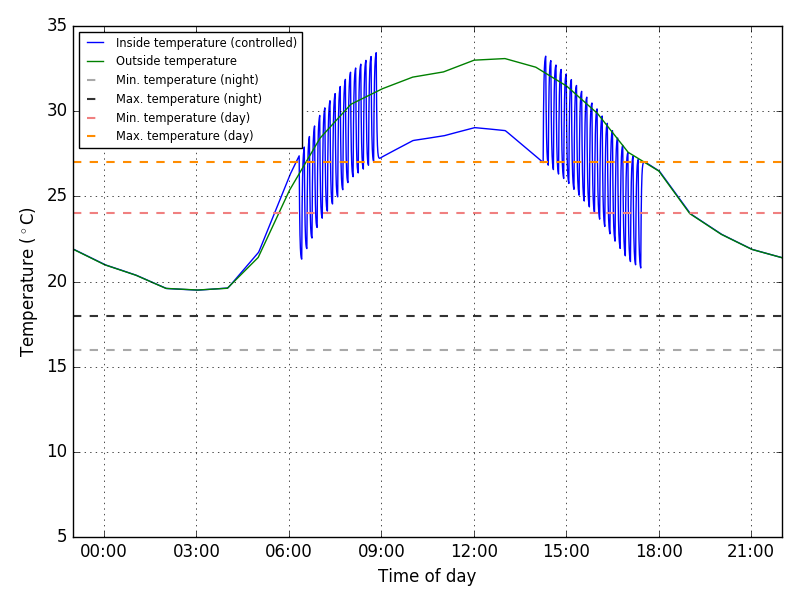 35
30
25
20
15
10
5
Temperature (°C)
Inside temperature (controlled)
Outside temperature
Min. temperature (night)
Max. temperature (night)
Min. temperature (day)
Max. temperature (day)
00:00 03:00 06:00 09:00 12:00 15:00 18:00 21:00
Time of day